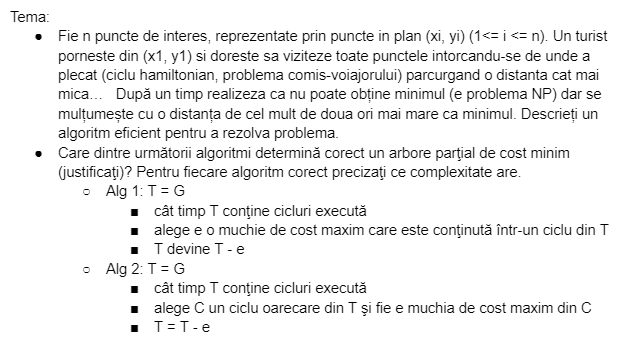 Tema:
● Fie n puncte de interes, reprezentate prin puncte in plan (xi, yi) (1<= i <= n). Un turist
porneste din (x1, y1) si doreste sa viziteze toate punctele intorcandu-se de unde a
plecat (ciclu hamiltonian, problema comis-voiajorului) parcurgand o distanta cat mai
mica… După un timp realizeza ca nu poate obține minimul (e problema NP) dar se
mulțumește cu o distanța de cel mult de doua ori mai mare ca minimul. Descrieți un
algoritm eficient pentru a rezolva problema.
● Care dintre următorii algoritmi determină corect un arbore parţial de cost minim
(justificaţi)? Pentru fiecare algoritm corect precizaţi ce complexitate are.
○ Alg 1: T = G
■ cât timp T conţine cicluri execută
■ alege e o muchie de cost maxim care este conţinută într-un ciclu din T
■ T devine T - e
○ Alg 2: T = G
■ cât timp T conţine cicluri execută
■ alege C un ciclu oarecare din T şi fie e muchia de cost maxim din C
■ T = T - e